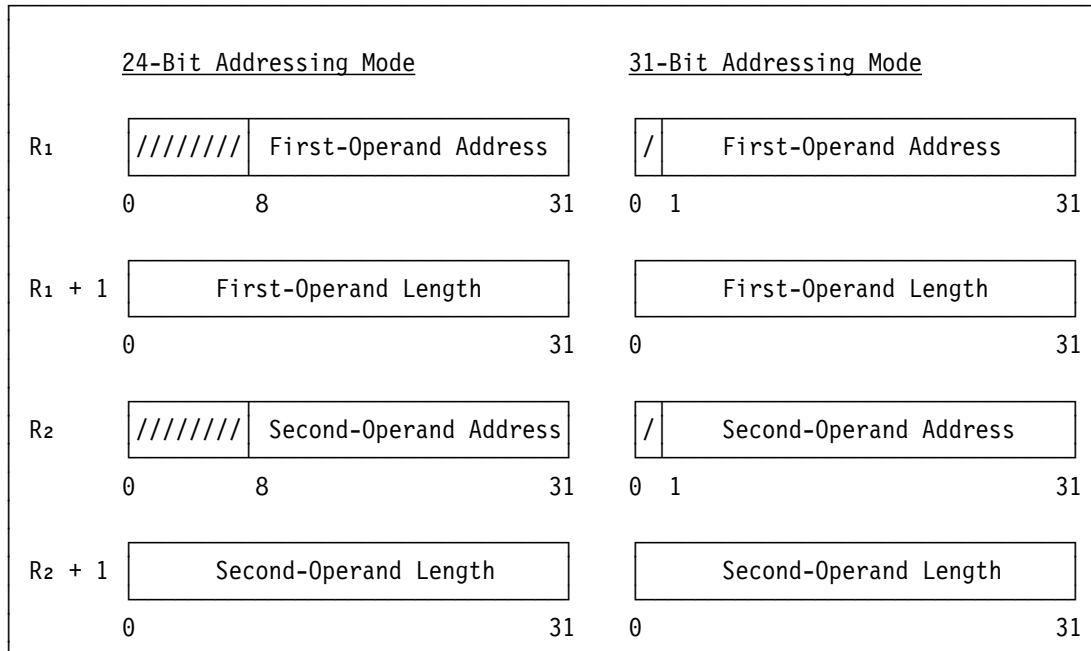 24-Bit Addressing Mode 31-Bit Addressing Mode
R₁ //////// First-Operand Address / First-Operand Address
0 8 31 0 1 31
R₁ + 1 First-Operand Length First-Operand Length
0 31 0 31
R₂ //////// Second-Operand Address / Second-Operand Address
0 8 31 0 1 31
R₂ + 1 Second-Operand Length Second-Operand Length
0 31 0 31